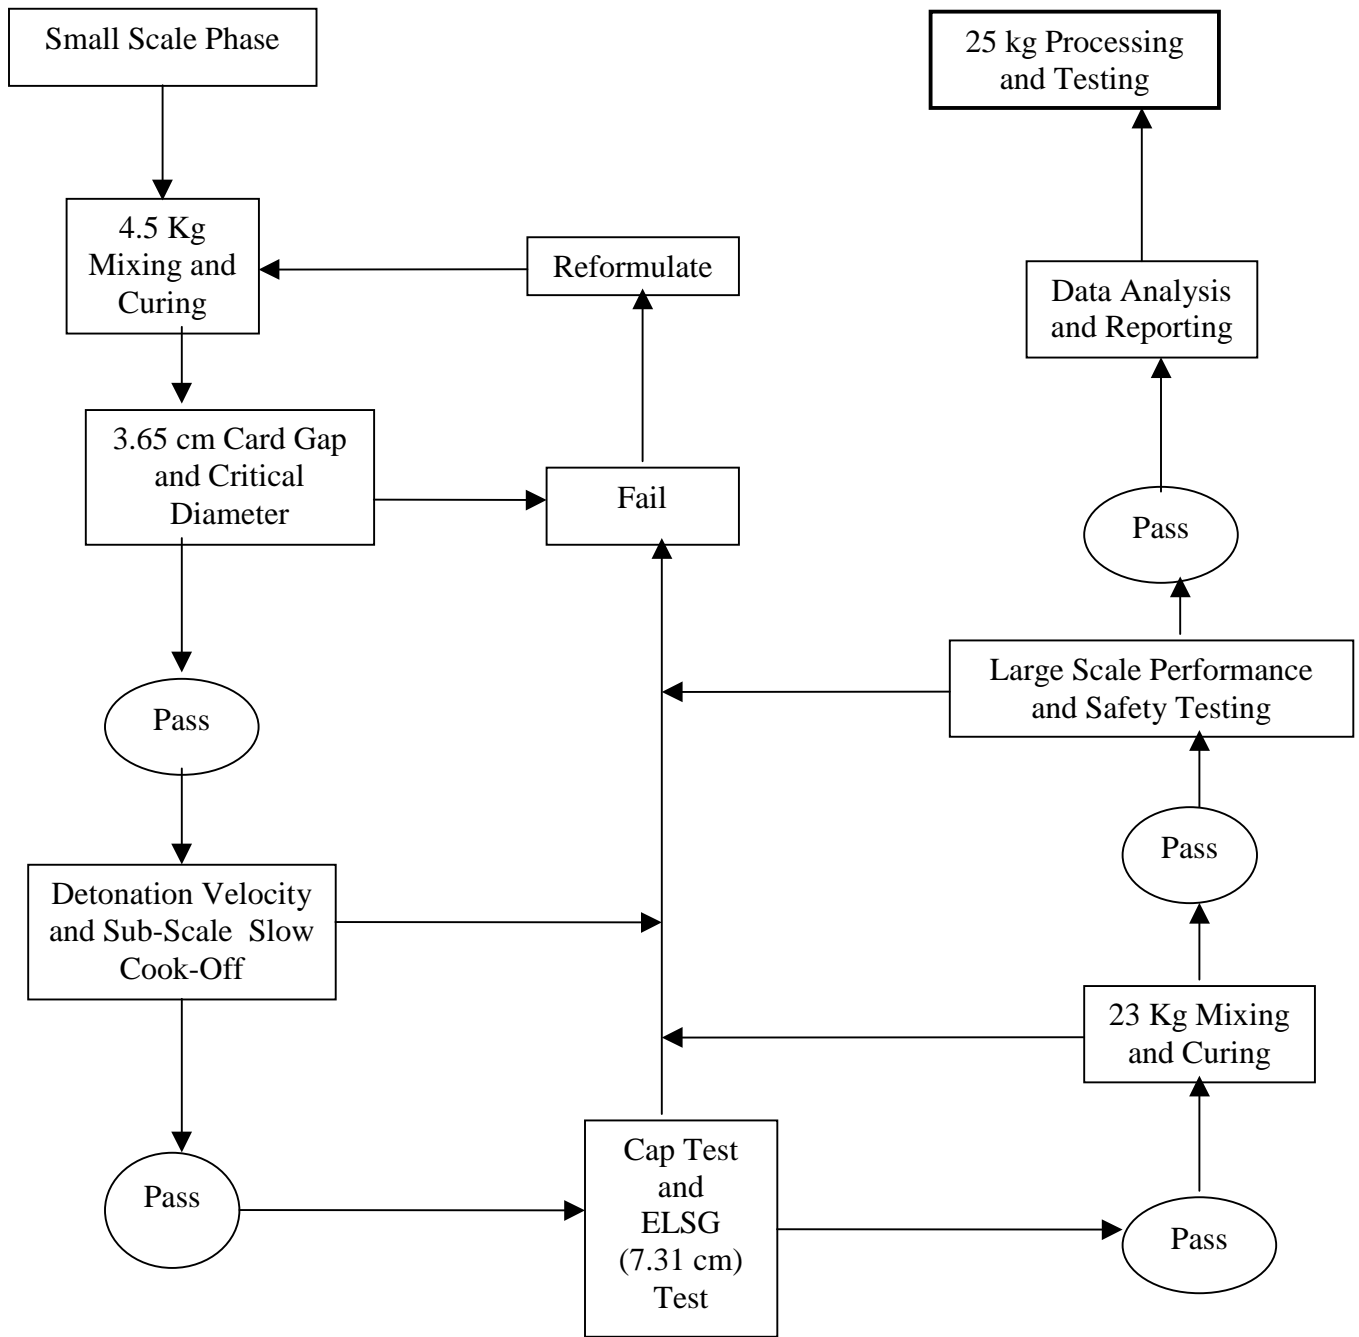 Small Scale Phase
25 kg Processing
and Testing
4.5 Kg
Mixing and
Curing
Reformulate
Data Analysis
and Reporting
3.65 cm Card Gap
and Critical
Diameter
Fail
Pass
Large Scale Performance
and Safety Testing
Pass
Pass
Detonation Velocity
and Sub-Scale  Slow
Cook-Off
23 Kg Mixing
and Curing
Pass
Cap Test
and
ELSG
(7.31 cm)
Test
Pass